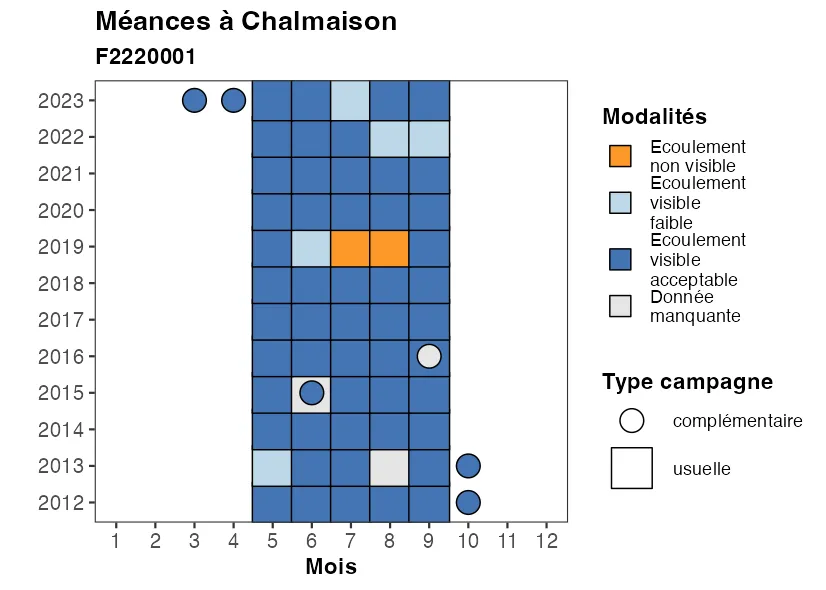 Méances à Chalmaison
F2220001
2023
2022
2021
2020
2019
2018
2017
2016
2015
2014
2013
2012
1 2 3 4 5 6 7 8 9 10 11 12
Mois
Modalités
Ecoulement
non visible
Ecoulement
visible
faible
Ecoulement
visible
acceptable
Donnée
manquante
Type campagne
complémentaire
usuelle